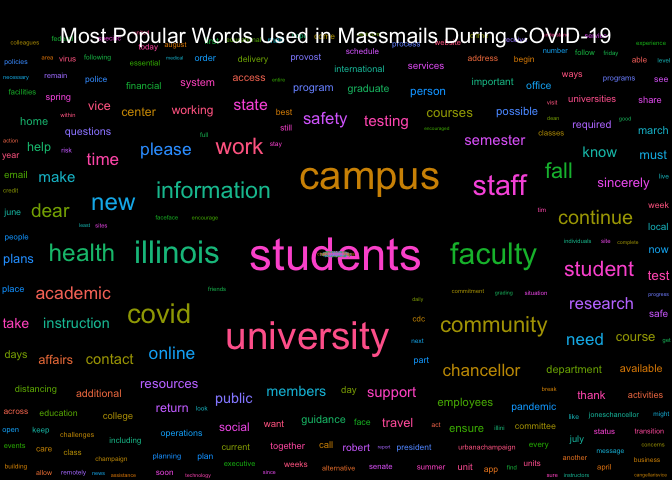 Most Popular Words Used in Massmails During COVID-19
colleagues
today august order delivery provost schedule process number follow friday experience
policies area virus following essential medical international services address begin able level
necessary remain police financial system access entire program graduate person important office ways programs see
facilities spring vice center working state best safety testing courses possible visit universities share
home within questions still required dean good march
action help risk time please full work stay encouraged semester classes know must
year
email make information campus staff fall sincerely live
credit new
june dear faceface encourage tim continue week
people least sites local
plans health illinois students faculty individuals site complete now
student test
place academic friends commitment grading situation research progress
take instruction covid daily cdc community safe
university next need course get
days affairs contact online part chancellor department available
distancing additional resources public members day support employees break thank activities
across education college return look guidance face travel act pandemic like joneschancellor might
open keep challenges including operations social want ensure illini committee july status transition
events care class planning plan current together call robert report president urbanachampaign every another message concerns
building allow champaign remotely news assistance soon technology executive since weeks alternative senate summer unit app find units sure instructors april business